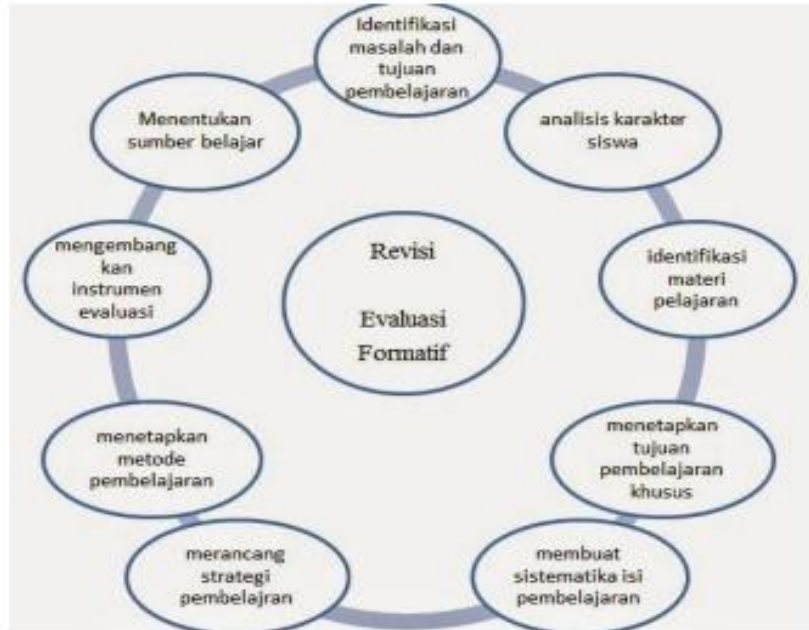 Identifikasi
masalah dan
tujuan
pembelajaran
analisis karakter
siswa
identifikasi
materi
pelajaran
menetapkan
tujuan
pembelajaran
khusus
membuat
sistematika isi
pembelajaran
merancang
strategi
pembelajran
menetapkan
metode
pembelajaran
mengembang
kan
instrumen
evaluasi
Menentukan
sumber belajar
Revisi
Evaluasi
Formatif